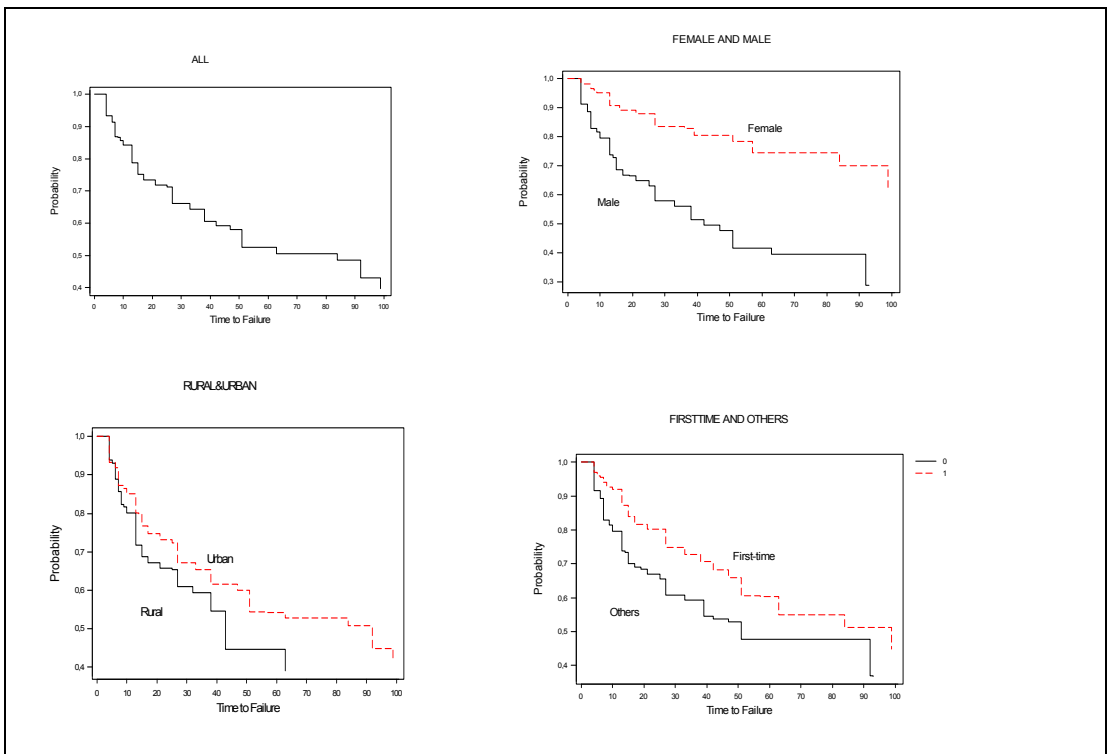 ALL
1,0
0,9
0,8
0,7
0,6
0,5
0,4
Probability
0 10 20 30 40 50 60 70 80 90 100
Time to Failure
FEMALE AND MALE
1,0
0,9
0,8
0,7
0,6
0,5
0,4
0,3
Probability
Female
Male
0 10 20 30 40 50 60 70 80 90 100
Time to Failure
RURAL&URBAN
1,0
0,9
0,8
0,7
0,6
0,5
0,4
Probability
Urban
Rural
0 10 20 30 40 50 60 70 80 90 100
Time to Failure
FIRSTTIME AND OTHERS
1,0
0,9
0,8
0,7
0,6
0,5
0,4
Probability
First-time
Others
0 10 20 30 40 50 60 70 80 90 100
Time to Failure
0
1